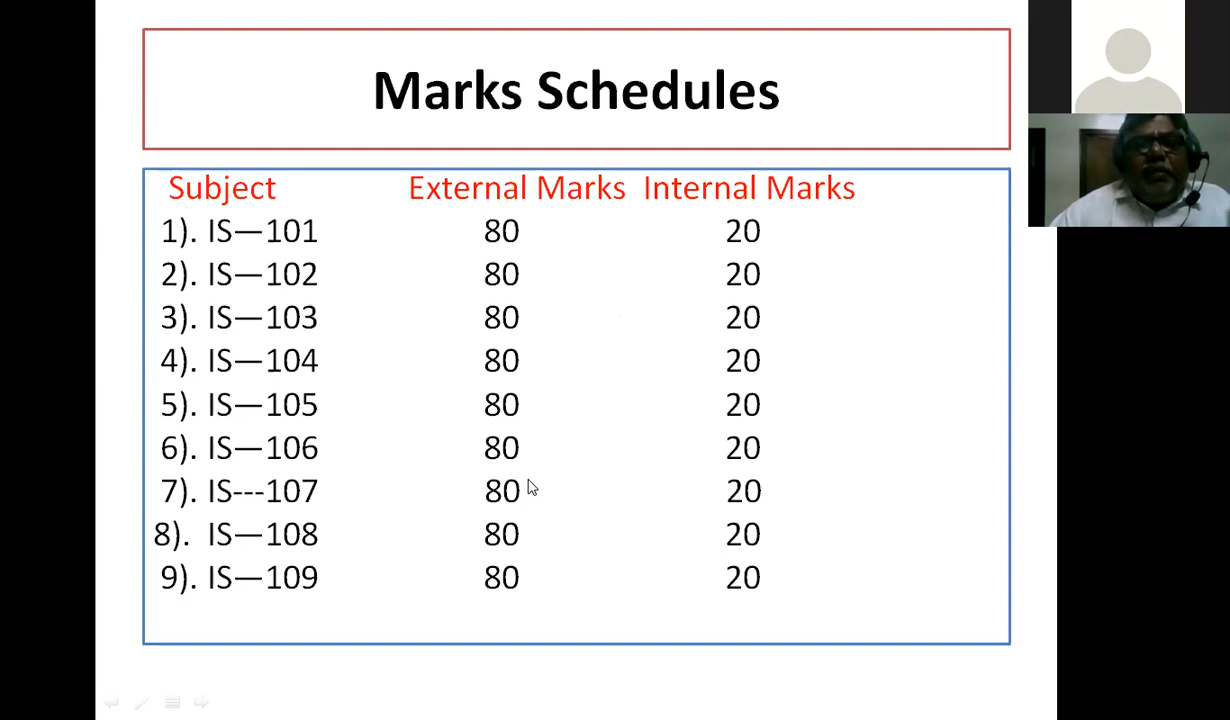 Marks Schedules
Subject External Marks Internal Marks
1). IS—101 80 20
2). IS—102 80 20
3). IS—103 80 20
4). IS—104 80 20
5). IS—105 80 20
6). IS—106 80 20
7). IS---107 80 20
8). IS—108 80 20
9). IS—109 80 20